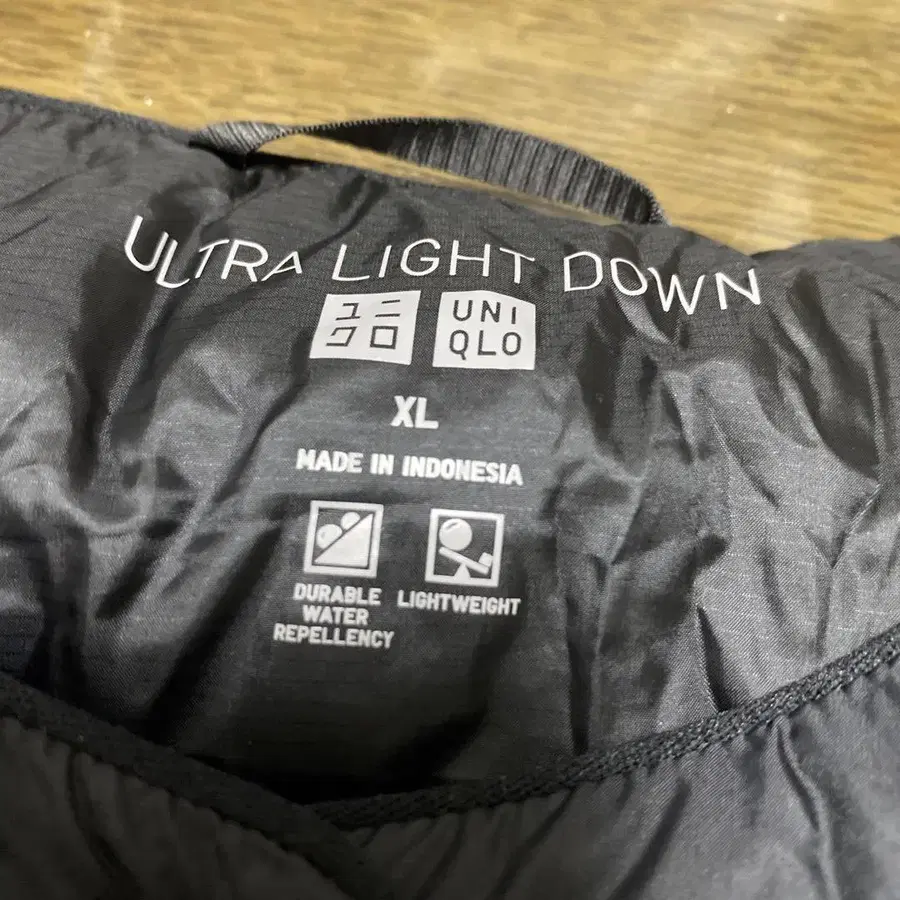 ULTRA LIGHT DOWN
ユニ
クロ
UNI
QLO
XL
MADE IN INDONESIA
DURABLE
WATER
REPELLENCY
LIGHTWEIGHT